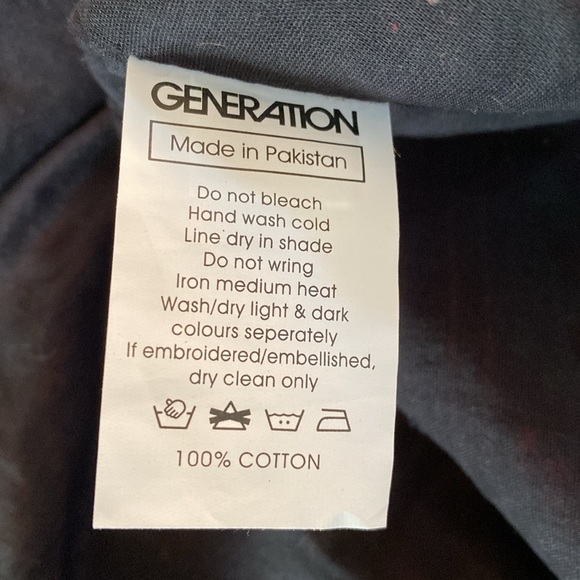 GENERATION
Made in Pakistan
Do not bleach
Hand wash cold
Line dry in shade
Do not wring
Iron medium heat
Wash/dry light & dark
colours seperately
If embroidered/embellished,
dry clean only
100% COTTON